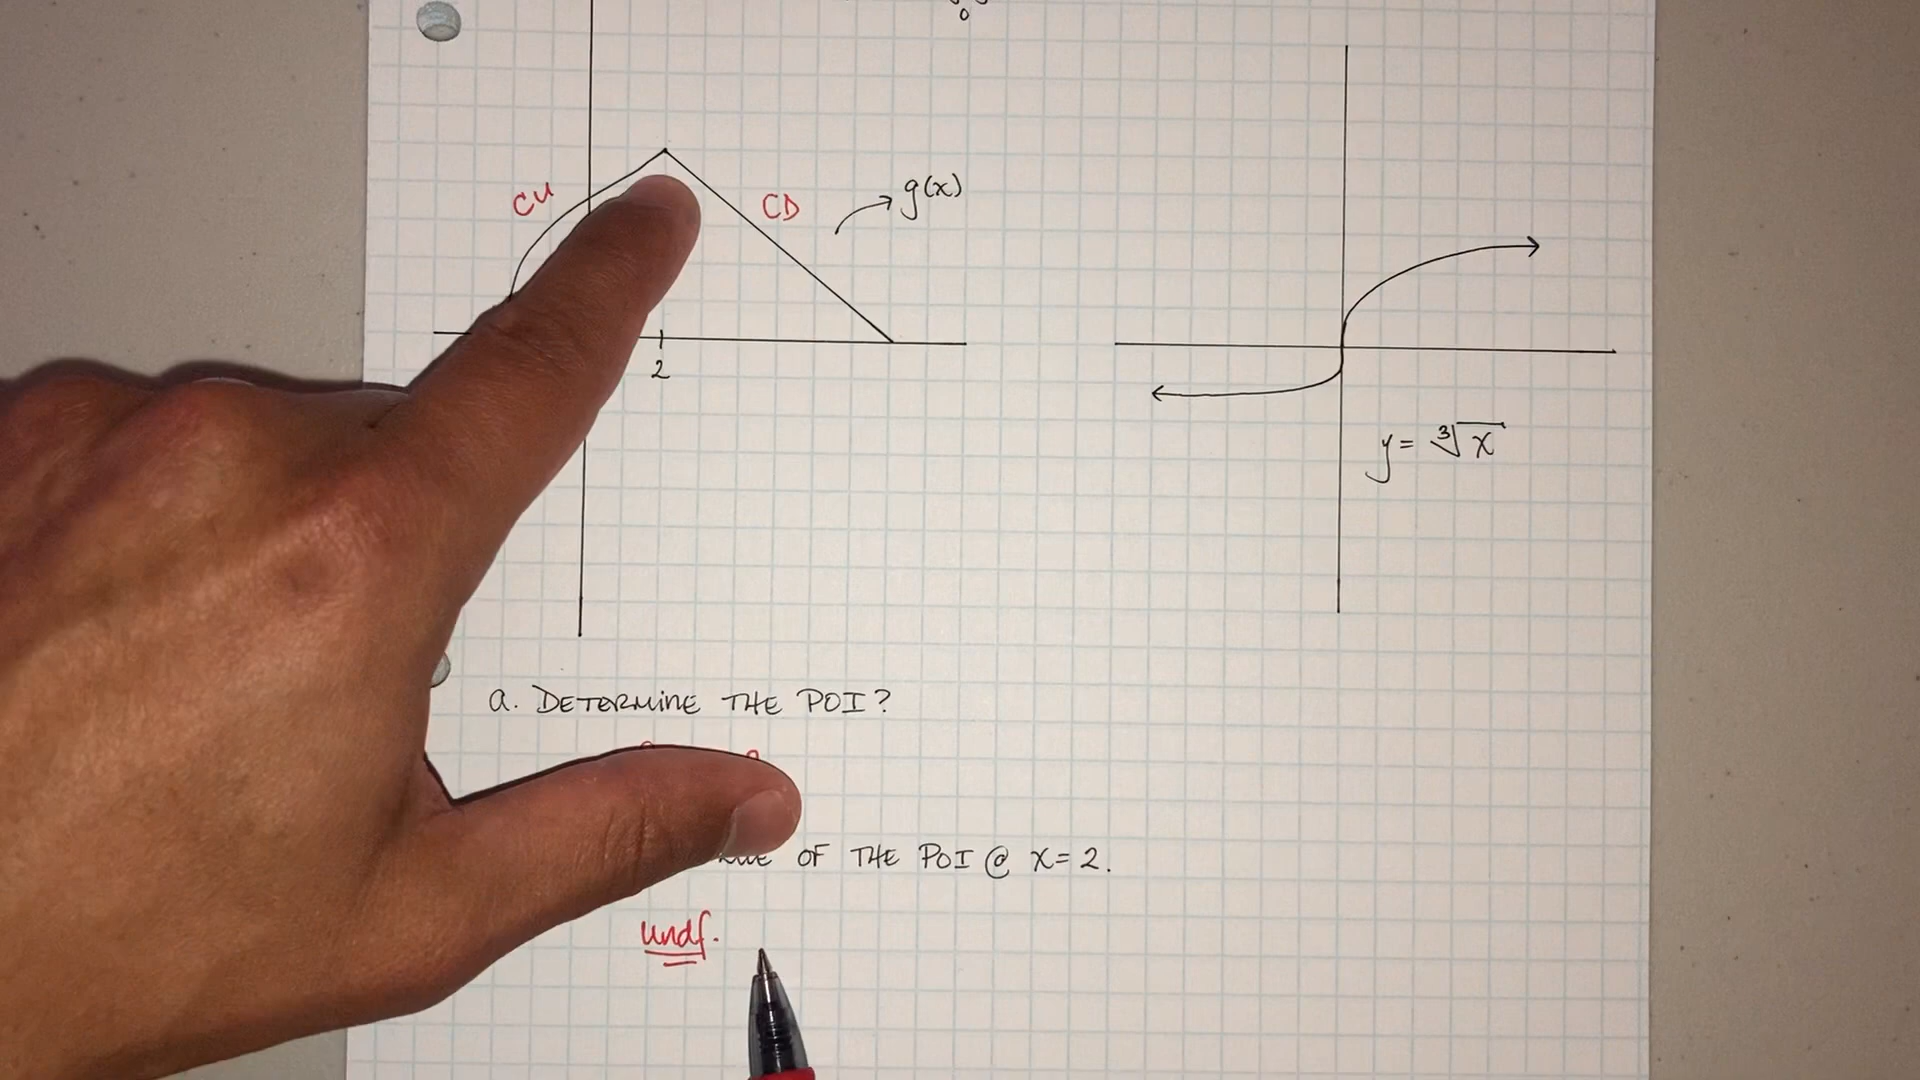 CU
CD
g(x)
2
y = ∛x
a. DETERMINE THE POI?
OF THE POI @ x = 2.
undf.